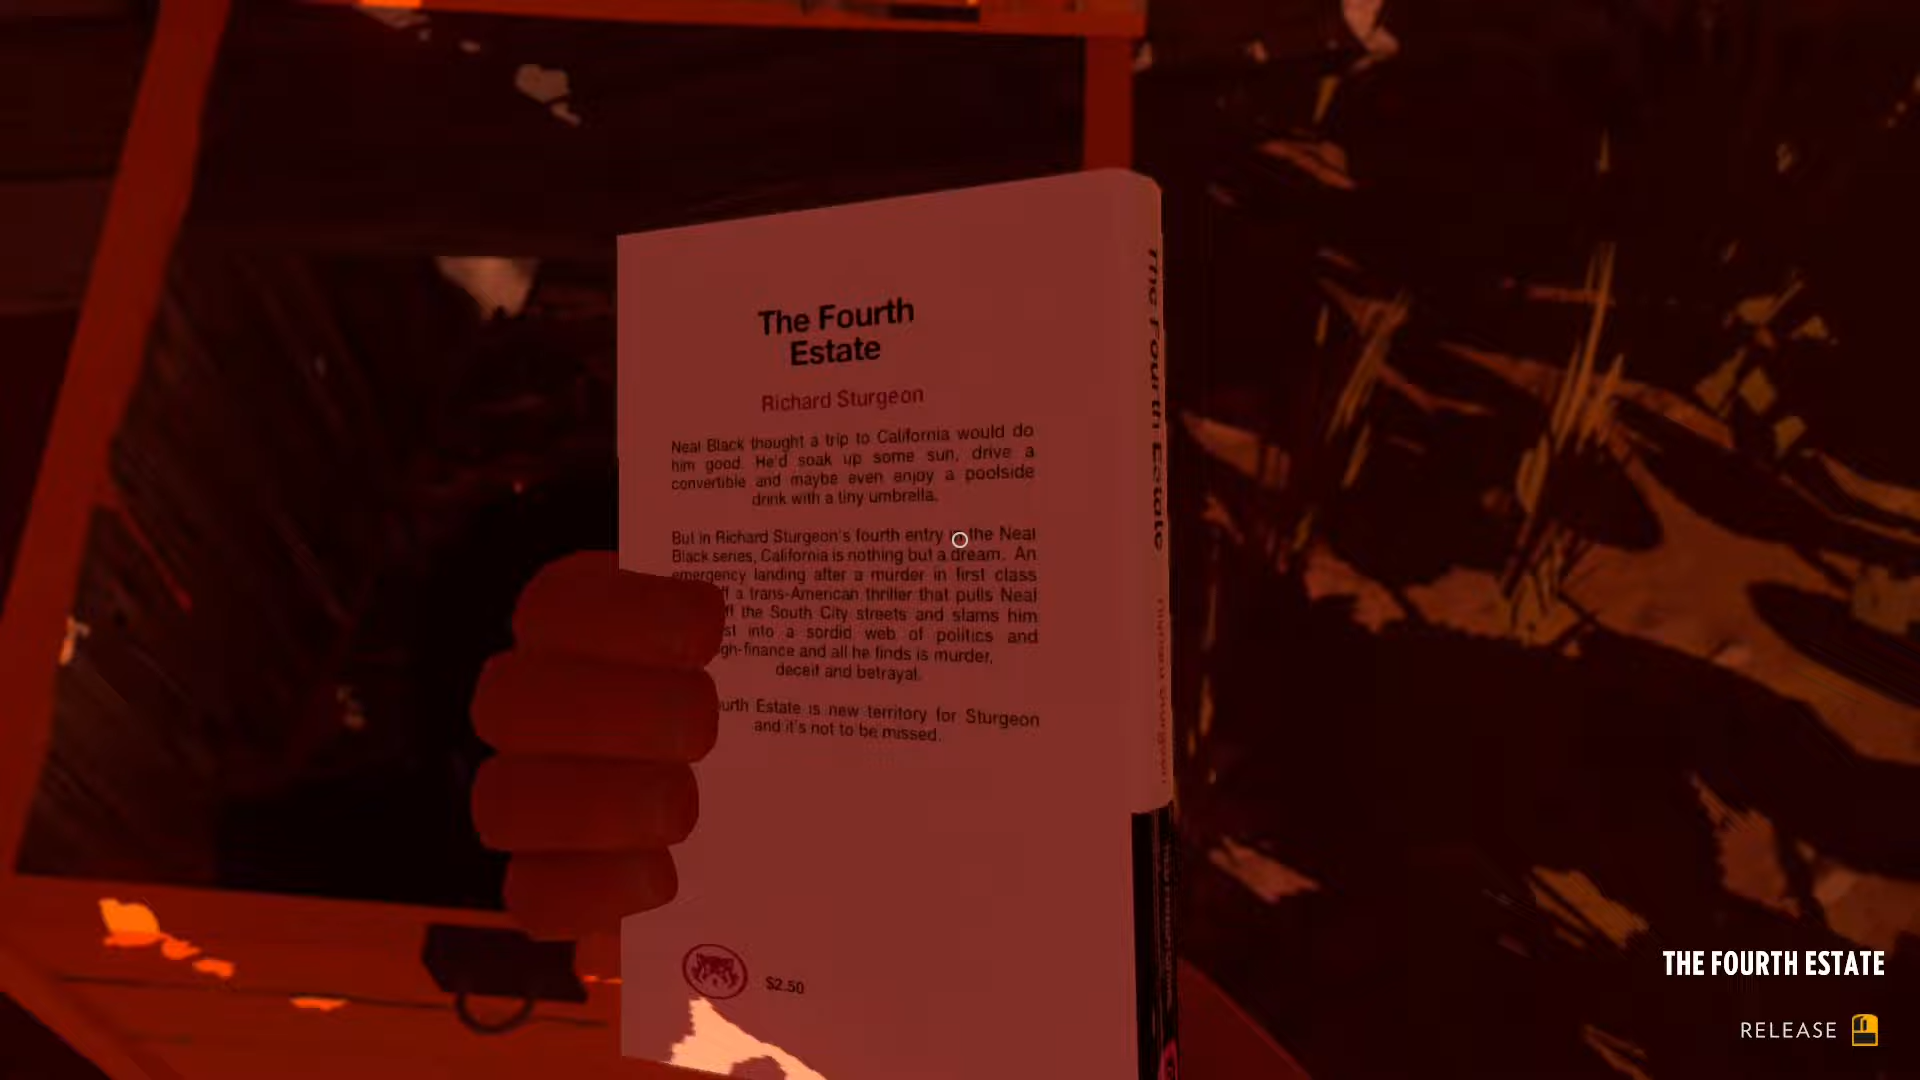 The Fourth
Estate
Richard Sturgeon
Neal Black thought a trip to California would do
him good. He'd soak up some sun, drive a
convertible and maybe even enjoy a poolside
drink with a tiny umbrella.
But in Richard Sturgeon's fourth entry the Neal
Black series, California is nothing but a dream. An
emergency landing after a murder in first class
a trans-American thriller that pulls Neal
the South City streets and slams him
into a sordid web of politics and
gh-finance and all he finds is murder,
deceit and betrayal.
urth Estate is new territory for Sturgeon
and it's not to be missed.
$2.50
The Fourth Estate
Richard Sturgeon
THE FOURTH ESTATE
RELEASE